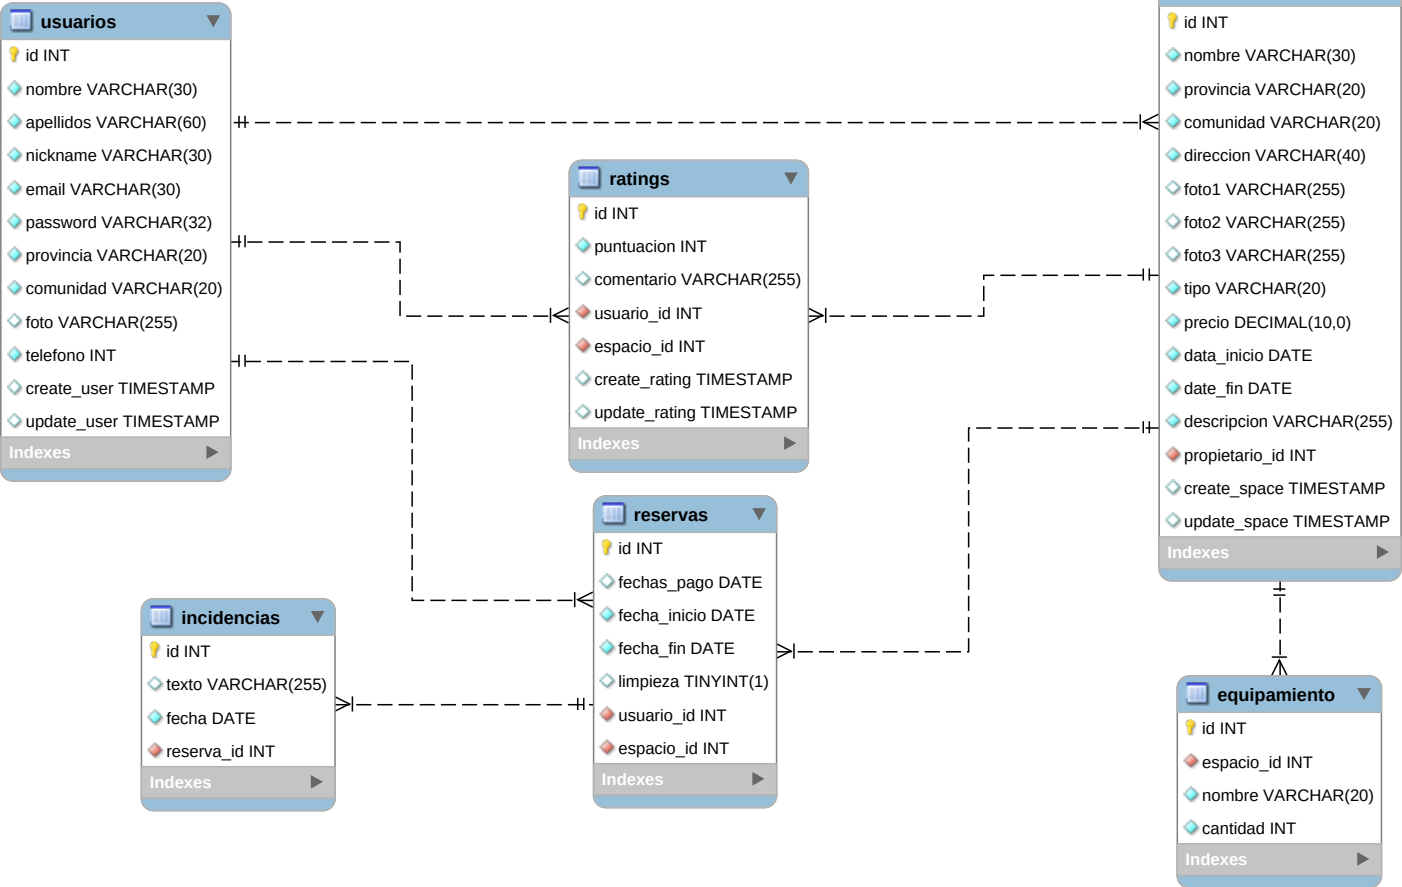 usuarios
id INT
nombre VARCHAR(30)
apellidos VARCHAR(60)
nickname VARCHAR(30)
email VARCHAR(30)
password VARCHAR(32)
provincia VARCHAR(20)
comunidad VARCHAR(20)
foto VARCHAR(255)
telefono INT
create_user TIMESTAMP
update_user TIMESTAMP
Indexes
ratings
id INT
puntuacion INT
comentario VARCHAR(255)
usuario_id INT
espacio_id INT
create_rating TIMESTAMP
update_rating TIMESTAMP
Indexes
id INT
nombre VARCHAR(30)
provincia VARCHAR(20)
comunidad VARCHAR(20)
direccion VARCHAR(40)
foto1 VARCHAR(255)
foto2 VARCHAR(255)
foto3 VARCHAR(255)
tipo VARCHAR(20)
precio DECIMAL(10,0)
data_inicio DATE
date_fin DATE
descripcion VARCHAR(255)
propietario_id INT
create_space TIMESTAMP
update_space TIMESTAMP
Indexes
reservas
id INT
fechas_pago DATE
fecha_inicio DATE
fecha_fin DATE
limpieza TINYINT(1)
usuario_id INT
espacio_id INT
Indexes
incidencias
id INT
texto VARCHAR(255)
fecha DATE
reserva_id INT
Indexes
equipamiento
id INT
espacio_id INT
nombre VARCHAR(20)
cantidad INT
Indexes